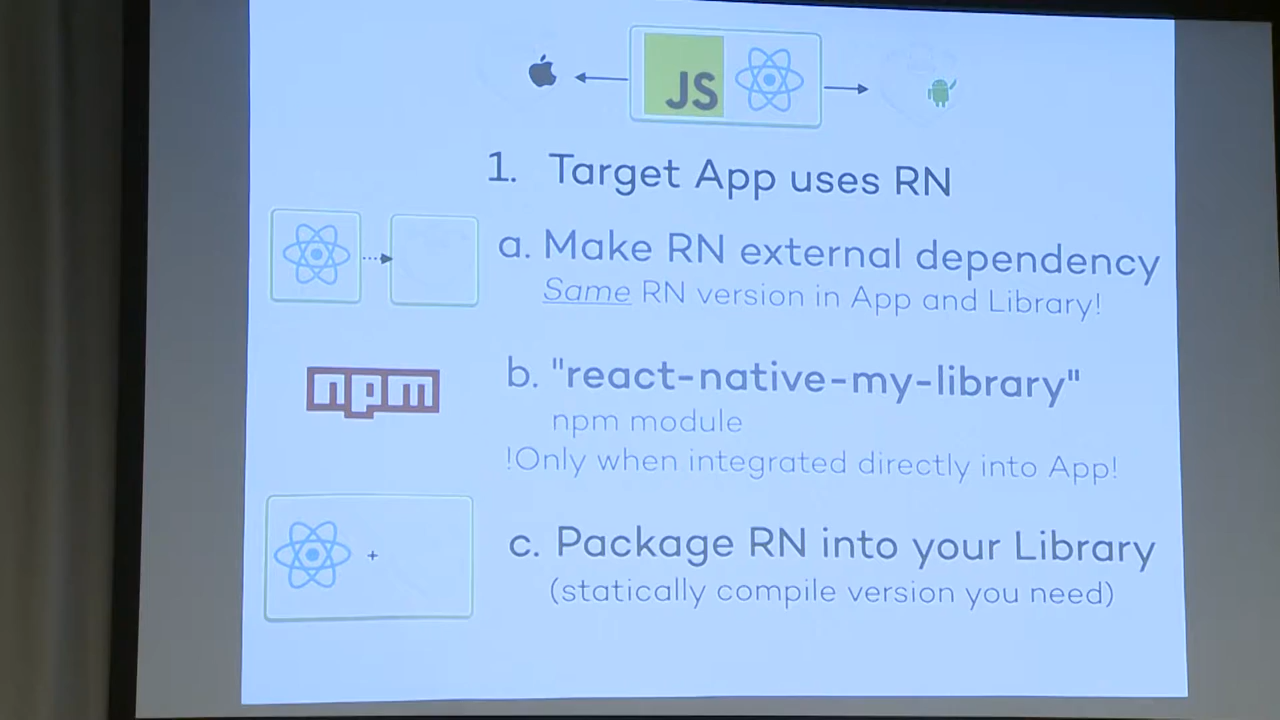 JS
1. Target App uses RN
a. Make RN external dependency
Same RN version in App and Library!
npm
b. "react-native-my-library"
npm module
!Only when integrated directly into App!
+
c. Package RN into your Library
(statically compile version you need)